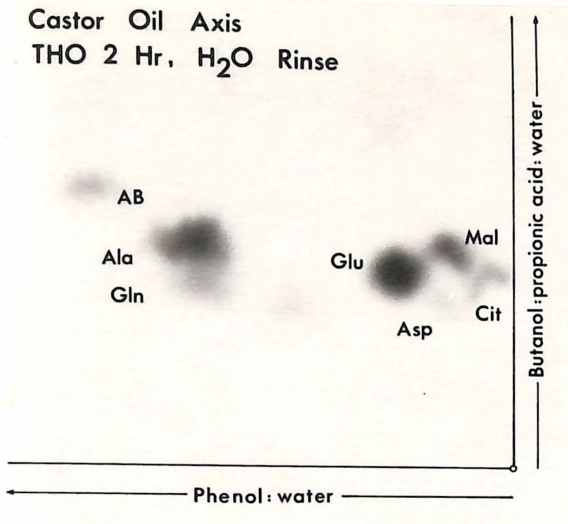 Castor Oil Axis
THO 2 Hr, H₂O Rinse
AB
Ala
Gln
Glu
Mal
Cit
Asp
Butanol:propionic acid:water
Phenol:water